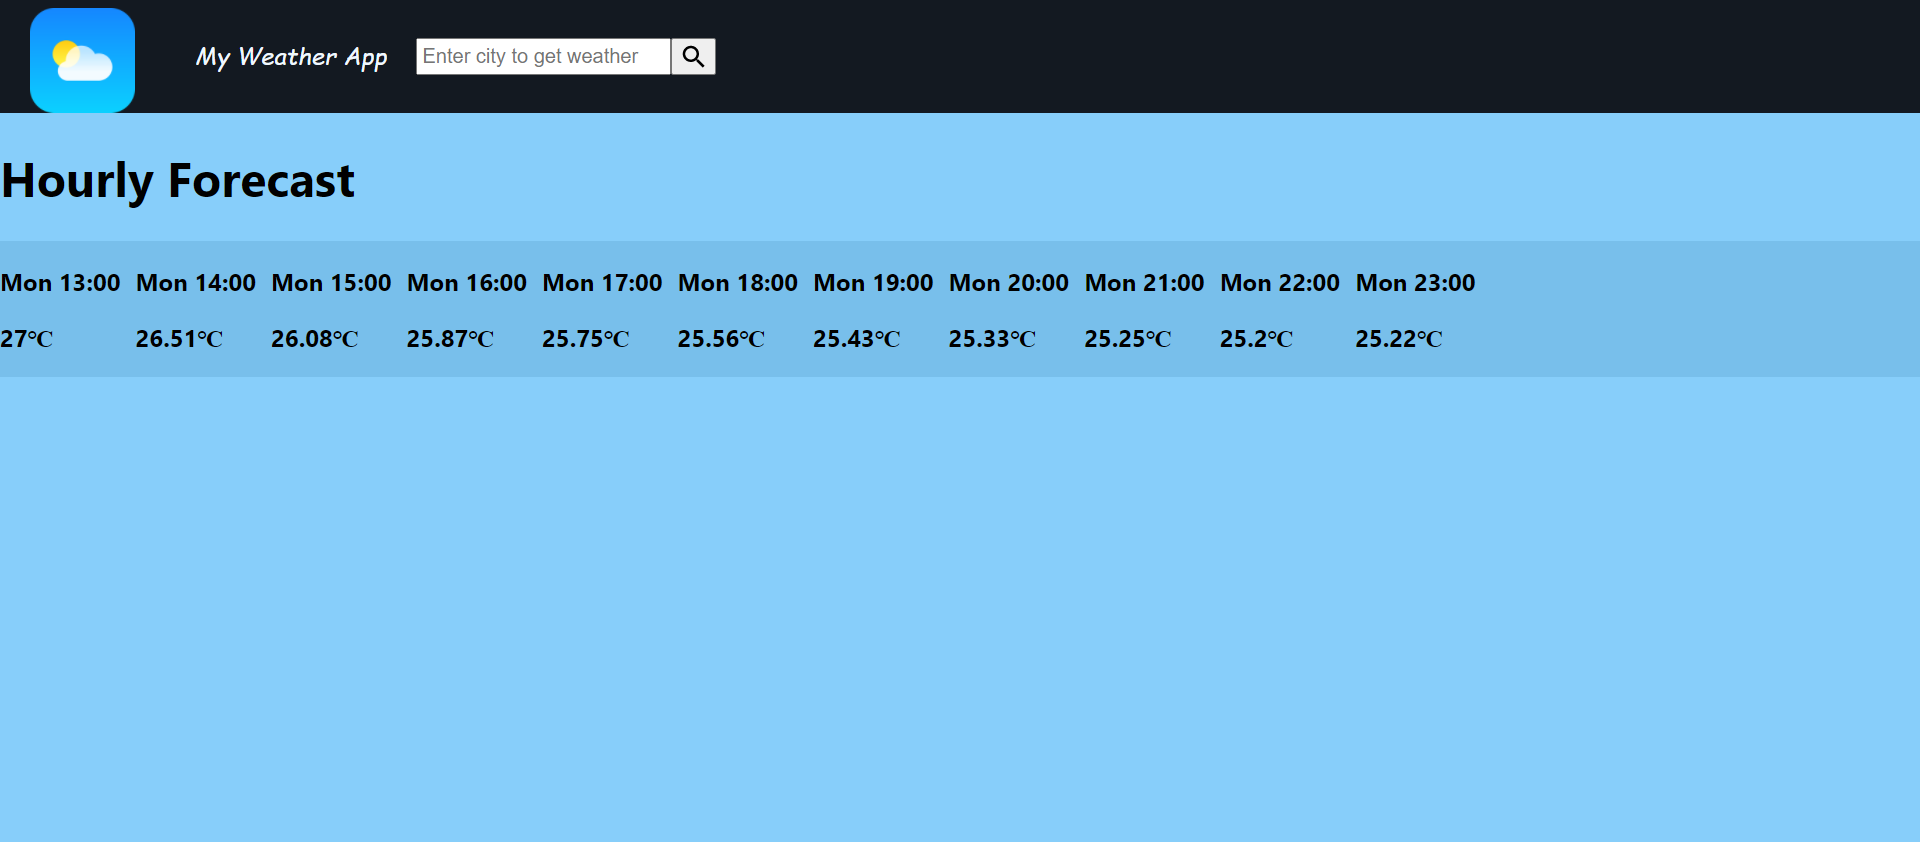 My Weather App
Enter city to get weather
Hourly Forecast
Mon 13:00 Mon 14:00 Mon 15:00 Mon 16:00 Mon 17:00 Mon 18:00 Mon 19:00 Mon 20:00 Mon 21:00 Mon 22:00 Mon 23:00
27℃ 26.51℃ 26.08℃ 25.87℃ 25.75℃ 25.56℃ 25.43℃ 25.33℃ 25.25℃ 25.2℃ 25.22℃